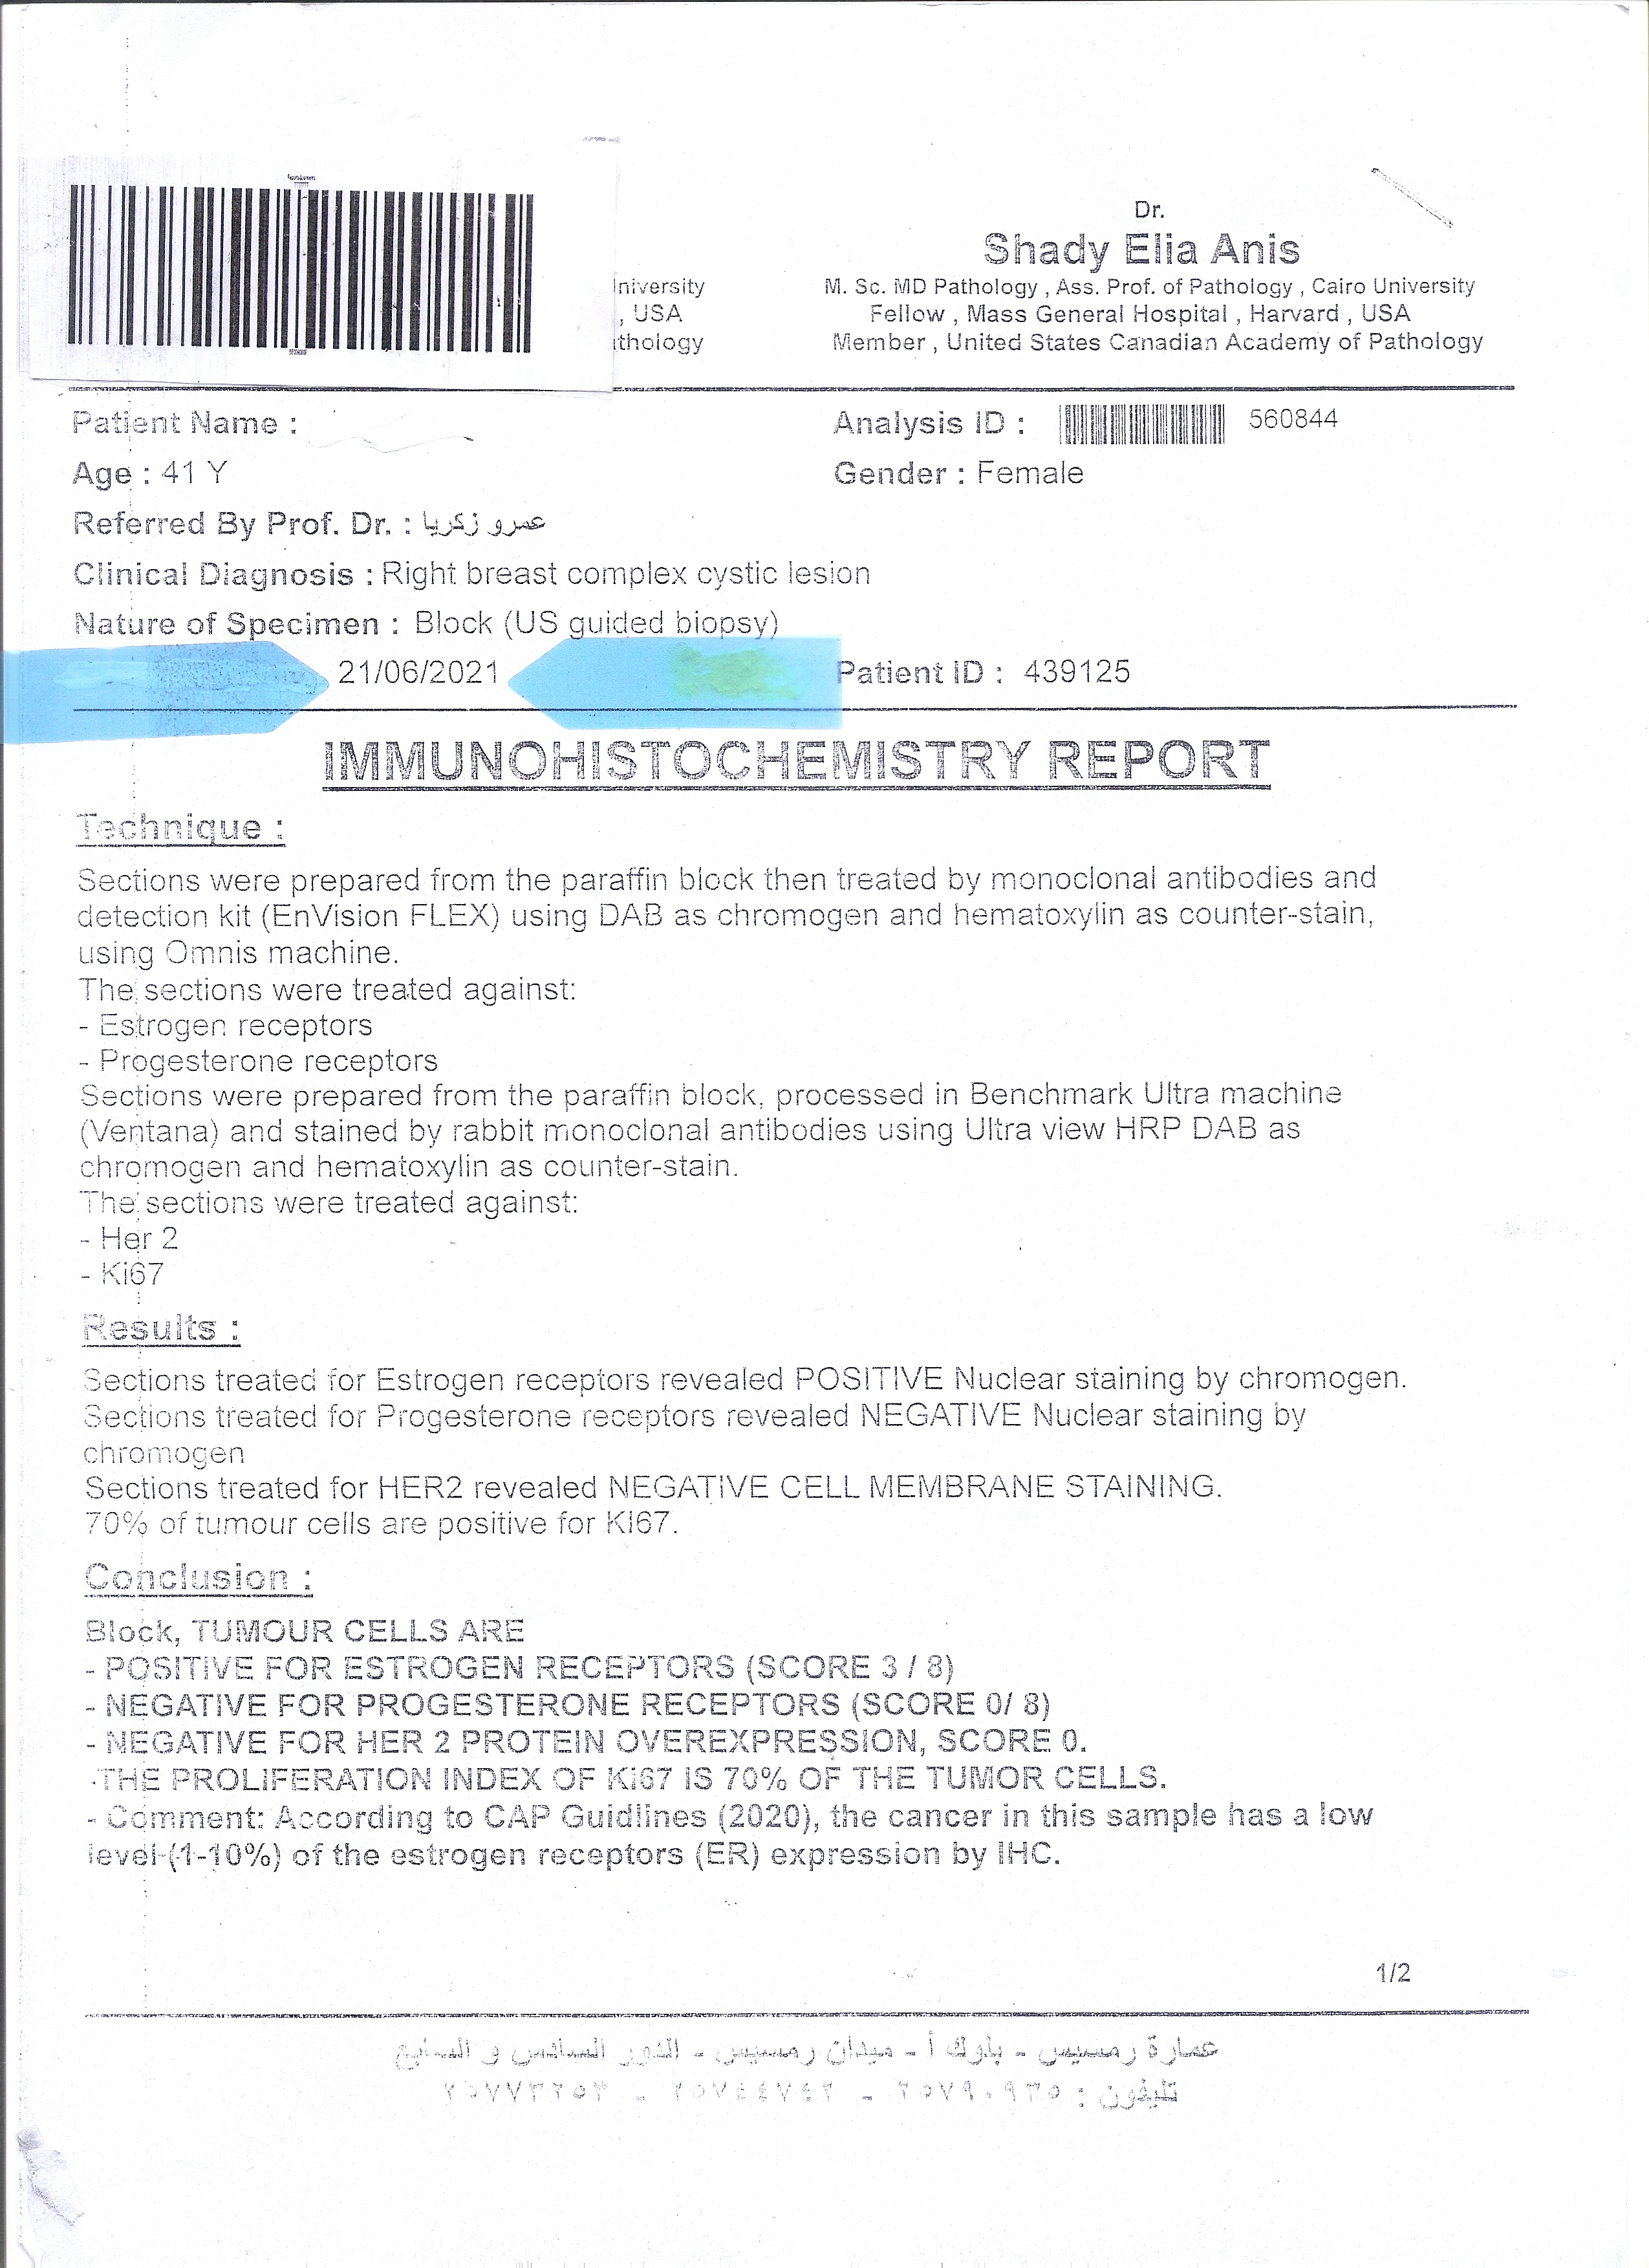 Dr.
Shady Elia Anis
niversity
M. Sc. MD Pathology , Ass. Prof. of Pathology , Cairo University
, USA
Fellow , Mass General Hospital , Harvard , USA
thology
Member , United States Canadian Academy of Pathology
Patient Name :
Analysis ID : 560844
Age : 41 Y
Gender : Female
Referred By Prof. Dr. : عمرو زكريا
Clinical Diagnosis : Right breast complex cystic lesion
Nature of Specimen : Block (US guided biopsy)
21/06/2021
Patient ID : 439125
IMMUNOHISTOCHEMISTRY REPORT
Technique :
Sections were prepared from the paraffin block then treated by monoclonal antibodies and
detection kit (EnVision FLEX) using DAB as chromogen and hematoxylin as counter-stain,
using Omnis machine.
The sections were treated against:
- Estrogen receptors
- Progesterone receptors
Sections were prepared from the paraffin block, processed in Benchmark Ultra machine
(Ventana) and stained by rabbit monoclonal antibodies using Ultra view HRP DAB as
chromogen and hematoxylin as counter-stain.
The sections were treated against:
- Her 2
- Ki67
Results :
Sections treated for Estrogen receptors revealed POSITIVE Nuclear staining by chromogen.
Sections treated for Progesterone receptors revealed NEGATIVE Nuclear staining by
chromogen
Sections treated for HER2 revealed NEGATIVE CELL MEMBRANE STAINING.
70% of tumour cells are positive for Ki67.
Conclusion :
Block, TUMOUR CELLS ARE
- POSITIVE FOR ESTROGEN RECEPTORS (SCORE 3 / 8)
- NEGATIVE FOR PROGESTERONE RECEPTORS (SCORE 0/ 8)
- NEGATIVE FOR HER 2 PROTEIN OVEREXPRESSION, SCORE 0.
-THE PROLIFERATION INDEX OF Ki67 IS 70% OF THE TUMOR CELLS.
- Comment: According to CAP Guidlines (2020), the cancer in this sample has a low
level (1-10%) of the estrogen receptors (ER) expression by IHC.
1/2
عمارة رمسيس - بلوك أ - ميدان رمسيس - الدور السادس و السابع
تليفون : ٢٥٧٩٠٩٣٥ - ٢٥٧٤٤٧٤٢ -